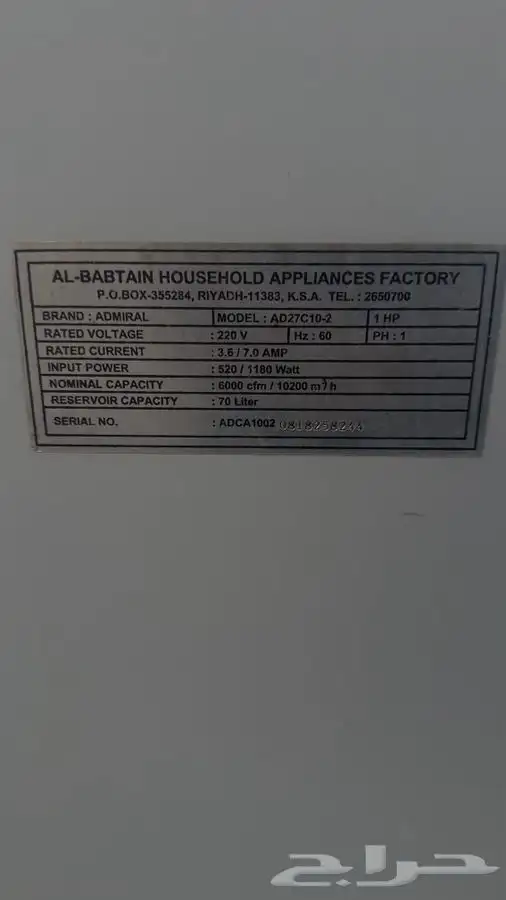 AL-BABTAIN HOUSEHOLD APPLIANCES FACTORY
P.O.BOX-355284, RIYADH-11383, K.S.A. TEL. : 2650700
BRAND : ADMIRAL MODEL : AD27C10-2 1 HP
RATED VOLTAGE : 220 V Hz : 60 PH : 1
RATED CURRENT : 3.6 / 7.0 AMP
INPUT POWER : 520 / 1180 Watt
NOMINAL CAPACITY : 6000 cfm / 10200 m³/h
RESERVOIR CAPACITY : 70 Liter
SERIAL NO. : ADCA1002 0818258244
حراج